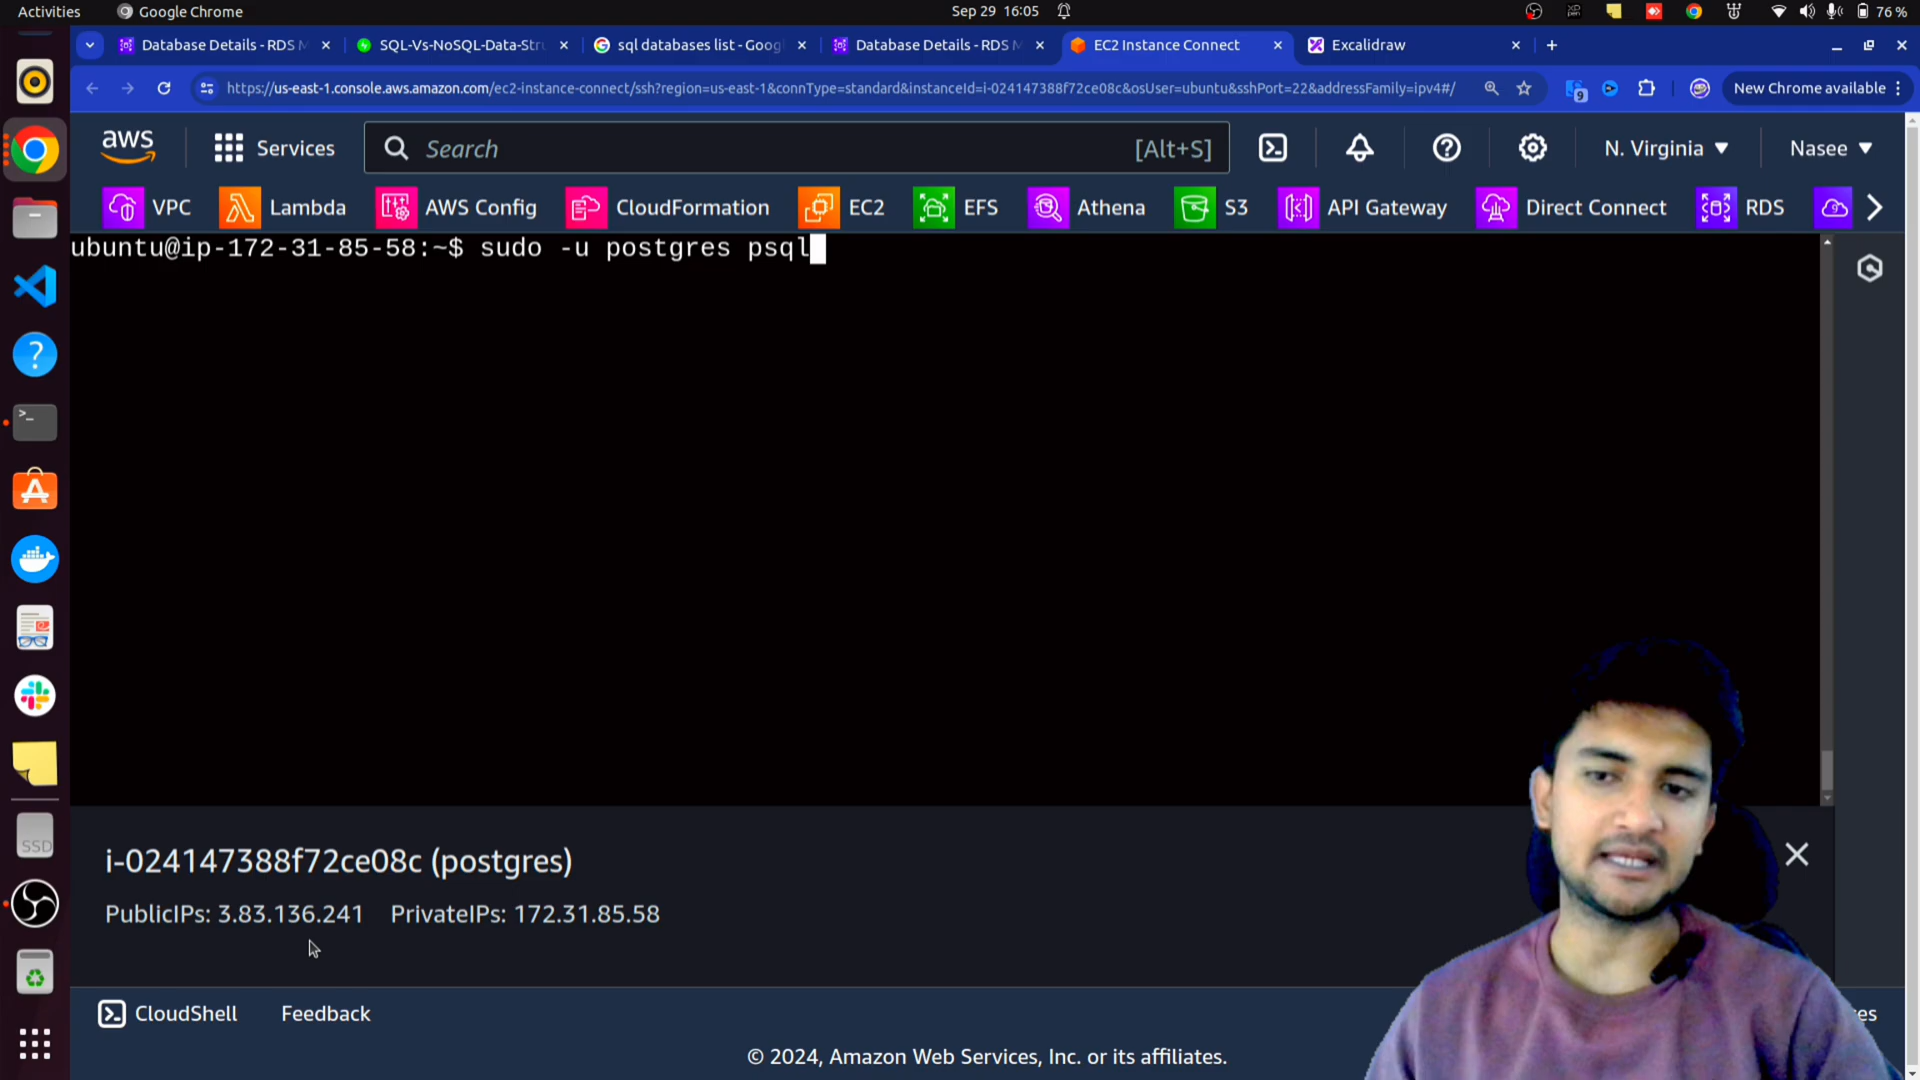 Activities Google Chrome Sep 29 16:05 76 %
Database Details - RDS M SQL-Vs-NoSQL-Data-Stru sql databases list - Goog Database Details - RDS M EC2 Instance Connect Excalidraw
https://us-east-1.console.aws.amazon.com/ec2-instance-connect/ssh?region=us-east-1&connType=standard&instanceId=i-024147388f72ce08c&osUser=ubuntu&sshPort=22&addressFamily=ipv4#/ 9 New Chrome available
aws Services Search [Alt+S] N. Virginia Nasee
VPC Lambda AWS Config CloudFormation EC2 EFS Athena S3 API Gateway Direct Connect RDS
ubuntu@ip-172-31-85-58:~$ sudo -u postgres psql
i-024147388f72ce08c (postgres)
PublicIPs: 3.83.136.241 PrivateIPs: 172.31.85.58
SSD
CloudShell Feedback
© 2024, Amazon Web Services, Inc. or its affiliates.